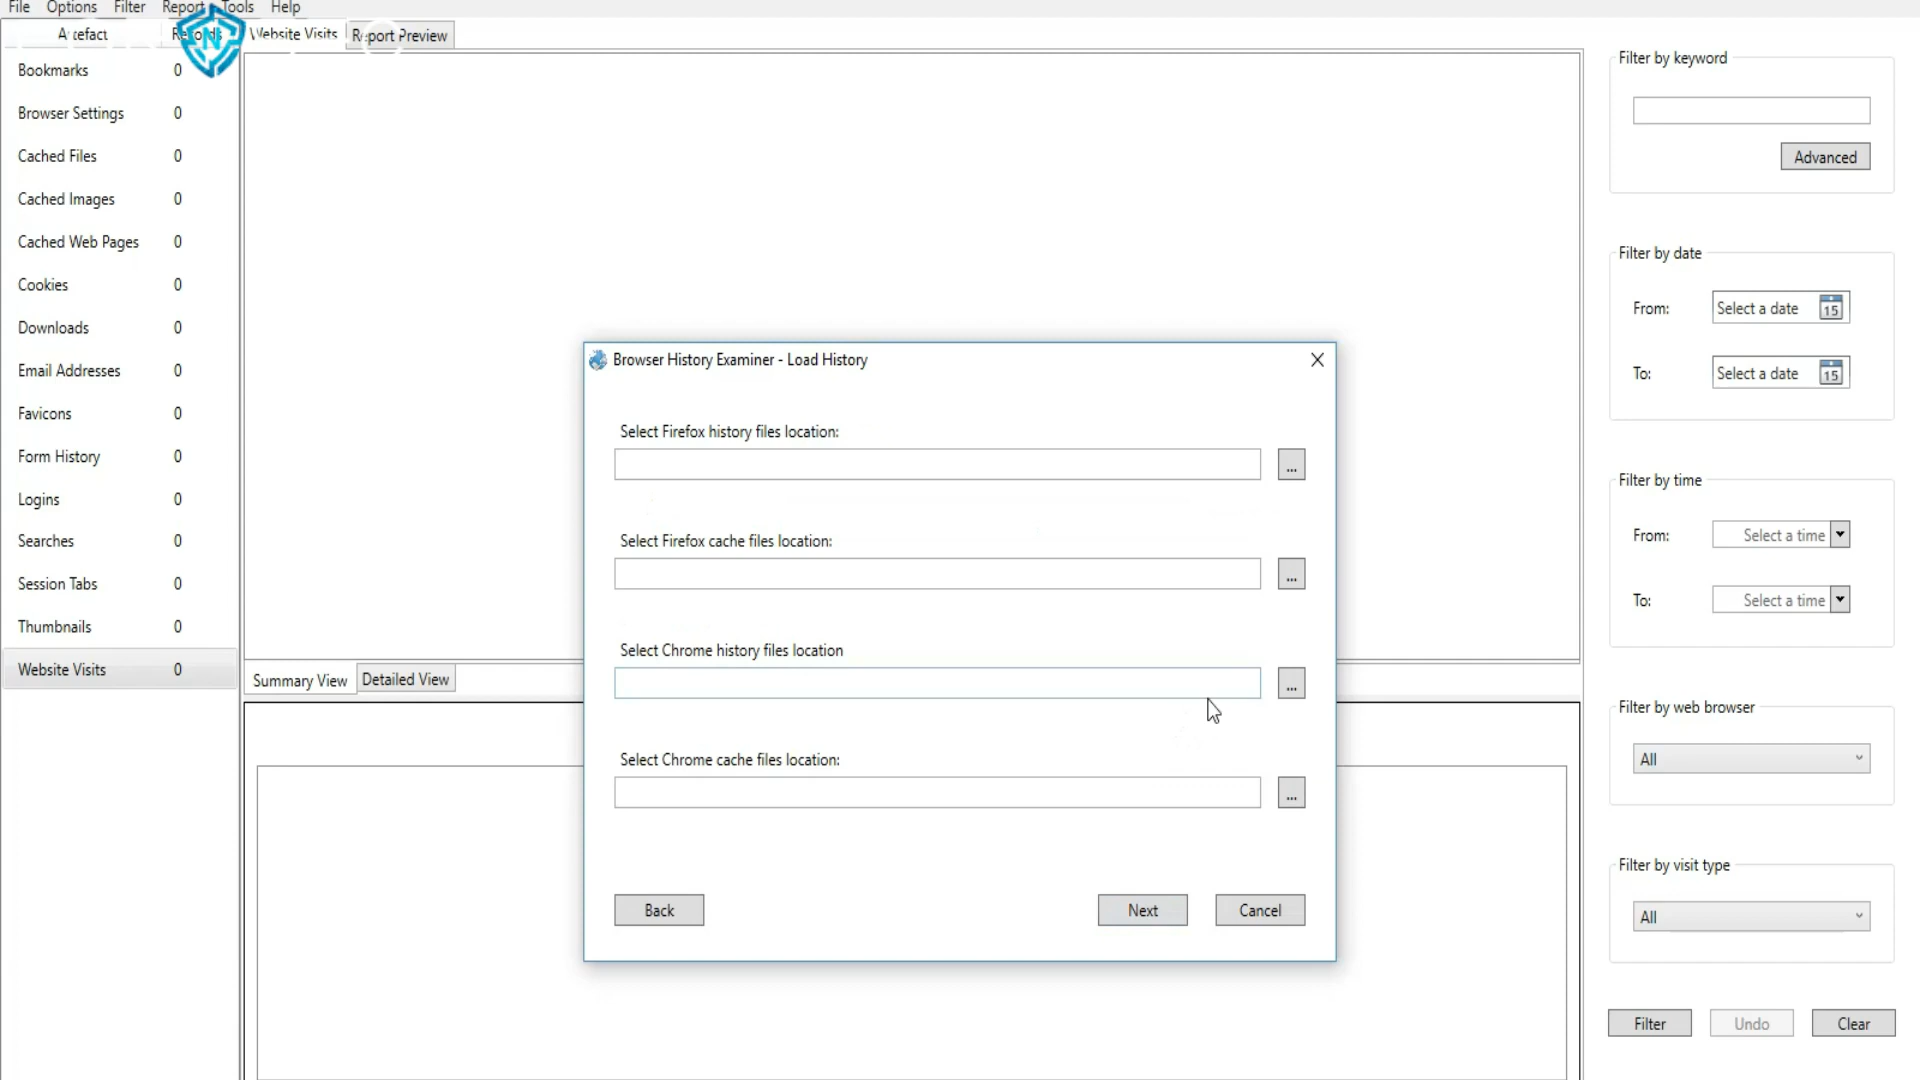 File Options Filter Report Tools Help
Records Website Visits Report Preview
Bookmarks 0
Browser Settings 0
Cached Files 0
Cached Images 0
Cached Web Pages 0
Cookies 0
Downloads 0
Email Addresses 0
Favicons 0
Form History 0
Logins 0
Searches 0
Session Tabs 0
Thumbnails 0
Website Visits 0
Summary View Detailed View
Browser History Examiner - Load History
Select Firefox history files location:
...
Select Firefox cache files location:
...
Select Chrome history files location
...
Select Chrome cache files location:
...
Back Next Cancel
Filter by keyword
Advanced
Filter by date
From: Select a date 15
To: Select a date 15
Filter by time
From: Select a time
To: Select a time
Filter by web browser
All
Filter by visit type
All
Filter Undo Clear